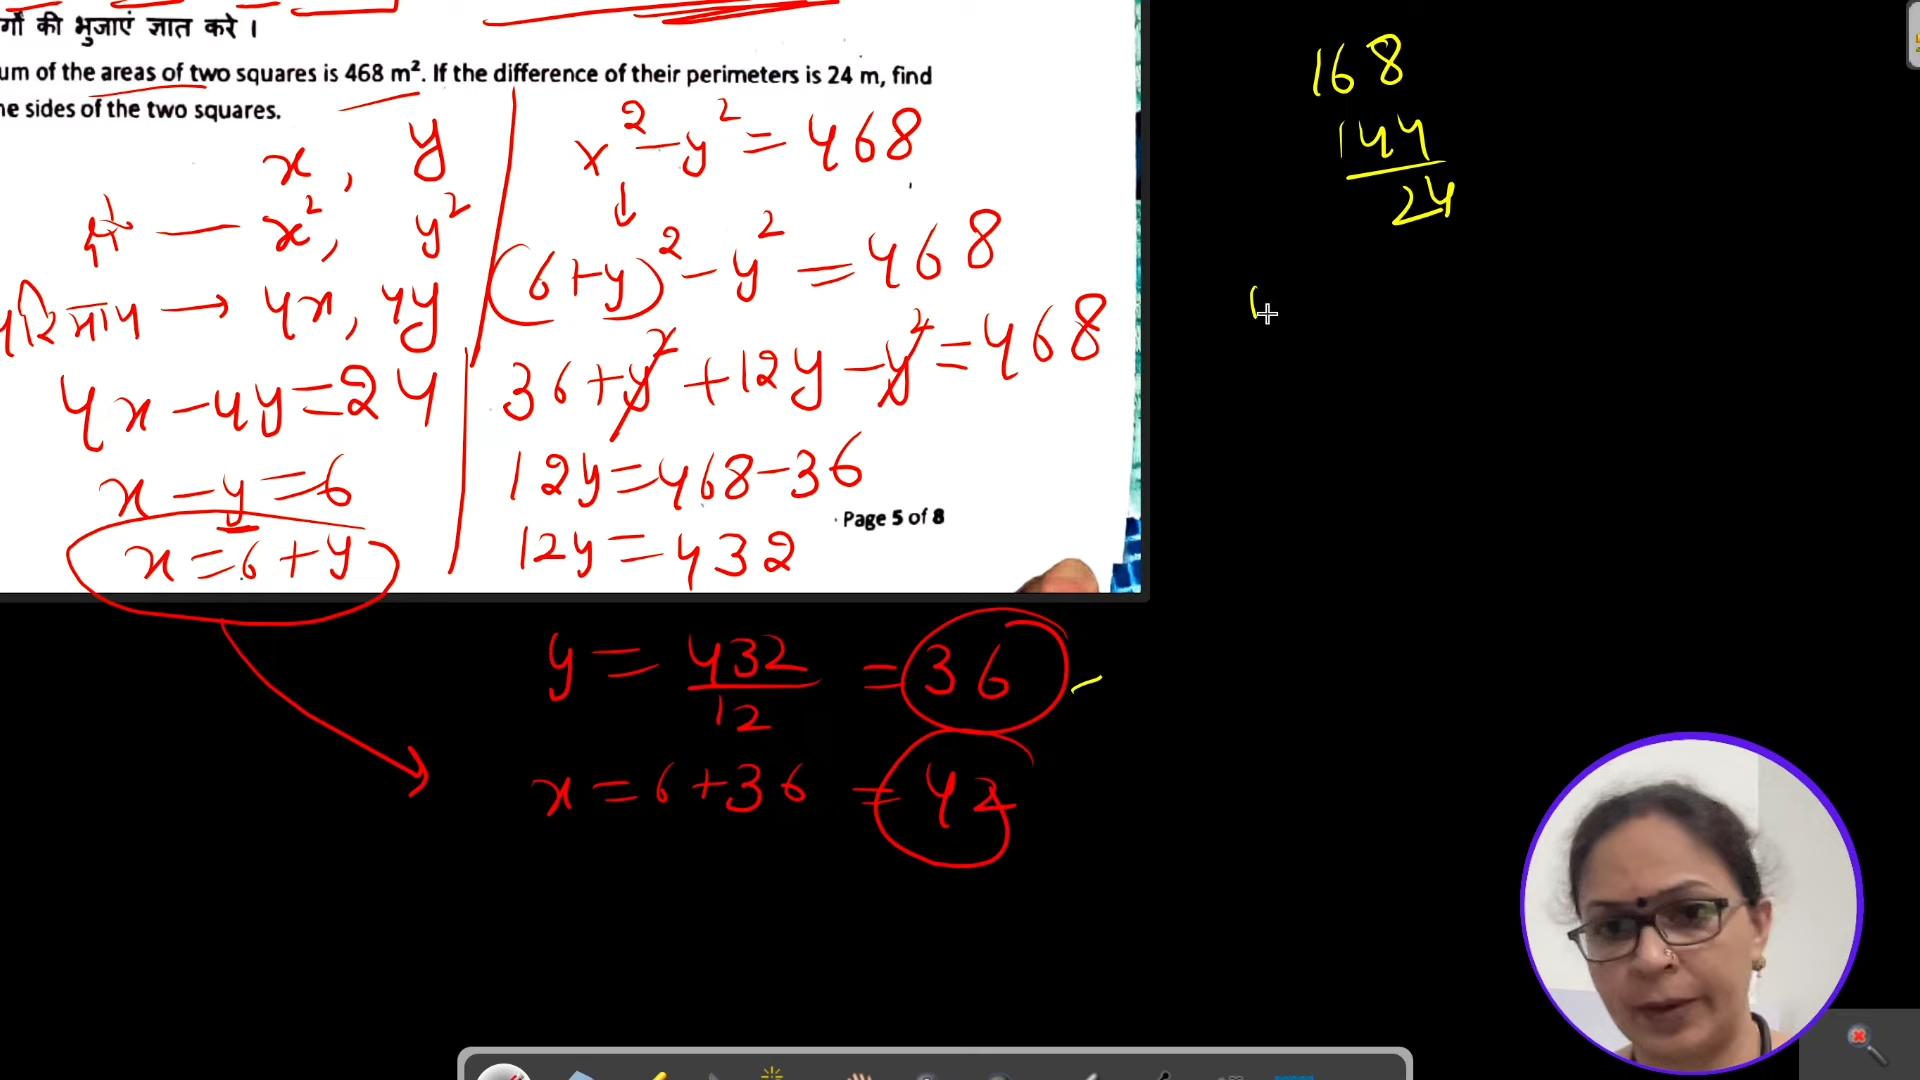 र्गों की भुजाएं ज्ञात करे ।
um of the areas of two squares is 468 m². If the difference of their perimeters is 24 m, find
he sides of the two squares.
x , y
— x², y²
परिमाप → 4x, 4y
4x - 4y = 24
x - y = 6
x = 6 + y
x² - y² = 468
(6+y)² - y² = 468
36 + y² + 12y - y² = 468
12y = 468 - 36
12y = 432
Page 5 of 8
y = 432/12 = 36
x = 6 + 36 = 42
168
144
24